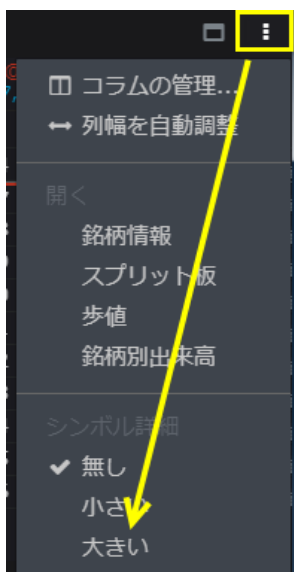 コラムの管理...
列幅を自動調整
開く
銘柄情報
スプリット板
歩値
銘柄別出来高
シンボル詳細
無し
小さい
大きい